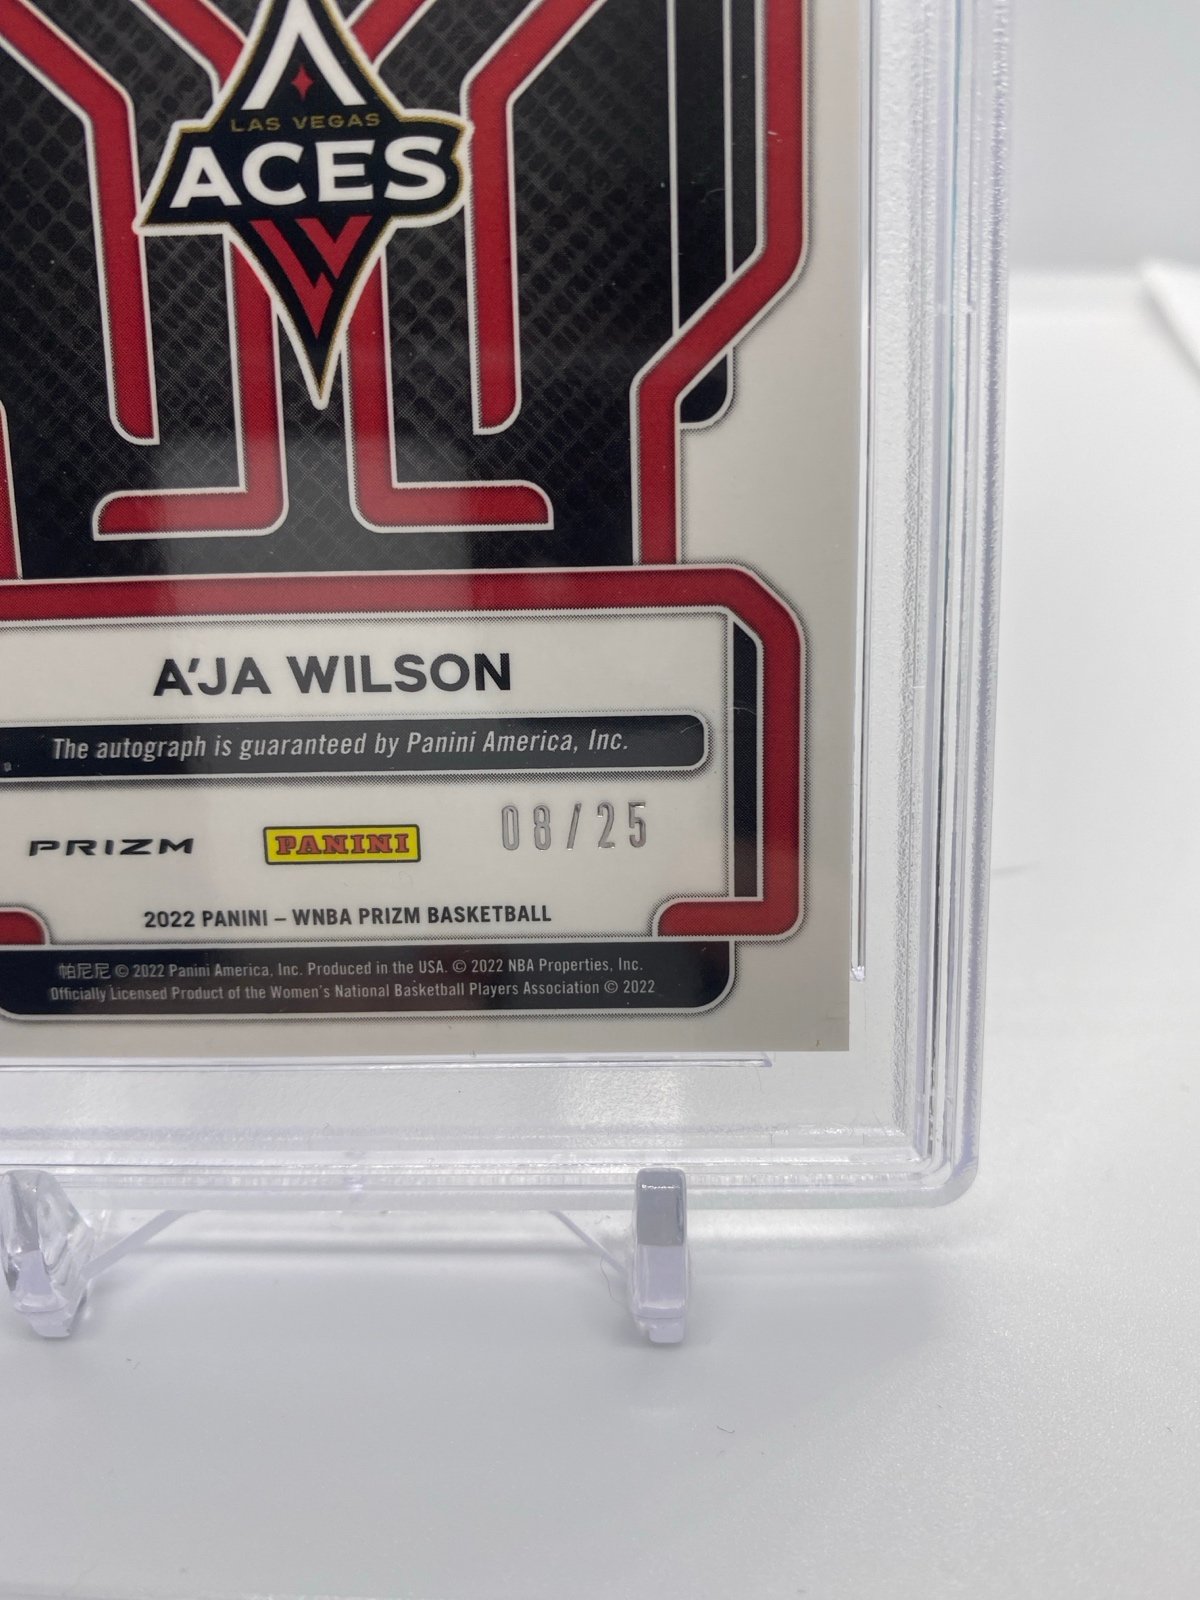 LAS VEGAS
ACES
A'JA WILSON
The autograph is guaranteed by Panini America, Inc.
PRIZM PANINI 08/25
2022 PANINI – WNBA PRIZM BASKETBALL
帕尼尼 © 2022 Panini America, Inc. Produced in the USA. © 2022 NBA Properties, Inc.
Officially Licensed Product of the Women's National Basketball Players Association © 2022